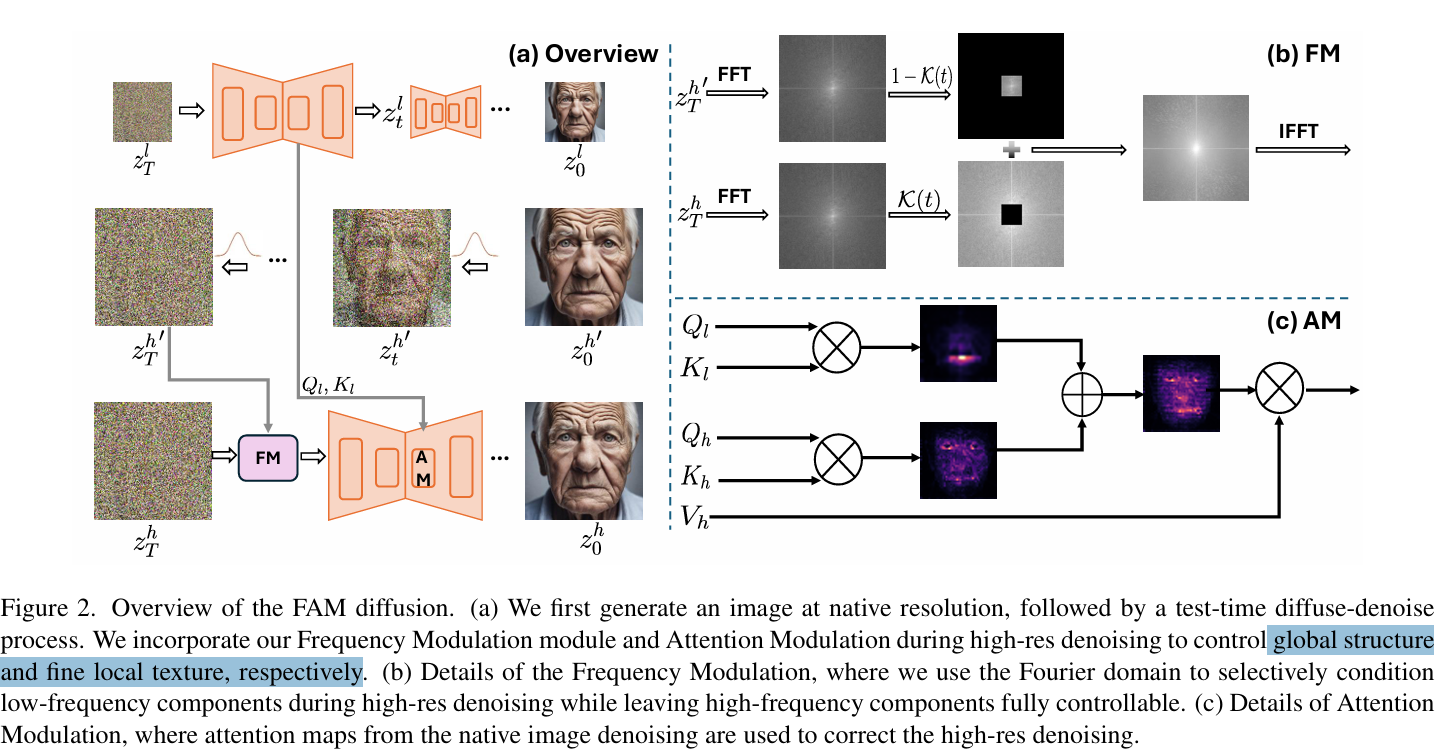 (a) Overview
z_T^l
z_t^l
...
z_0^l
...
z_T^{h'}
z_t^{h'}
z_0^{h'}
Q_l, K_l
FM
A
M
...
z_T^h
z_0^h
(b) FM
z_T^{h'}
FFT
1 − K(t)
IFFT
z_T^h
FFT
K(t)
(c) AM
Q_l
K_l
Q_h
K_h
V_h
Figure 2. Overview of the FAM diffusion. (a) We first generate an image at native resolution, followed by a test-time diffuse-denoise
process. We incorporate our Frequency Modulation module and Attention Modulation during high-res denoising to control global structure
and fine local texture, respectively. (b) Details of the Frequency Modulation, where we use the Fourier domain to selectively condition
low-frequency components during high-res denoising while leaving high-frequency components fully controllable. (c) Details of Attention
Modulation, where attention maps from the native image denoising are used to correct the high-res denoising.